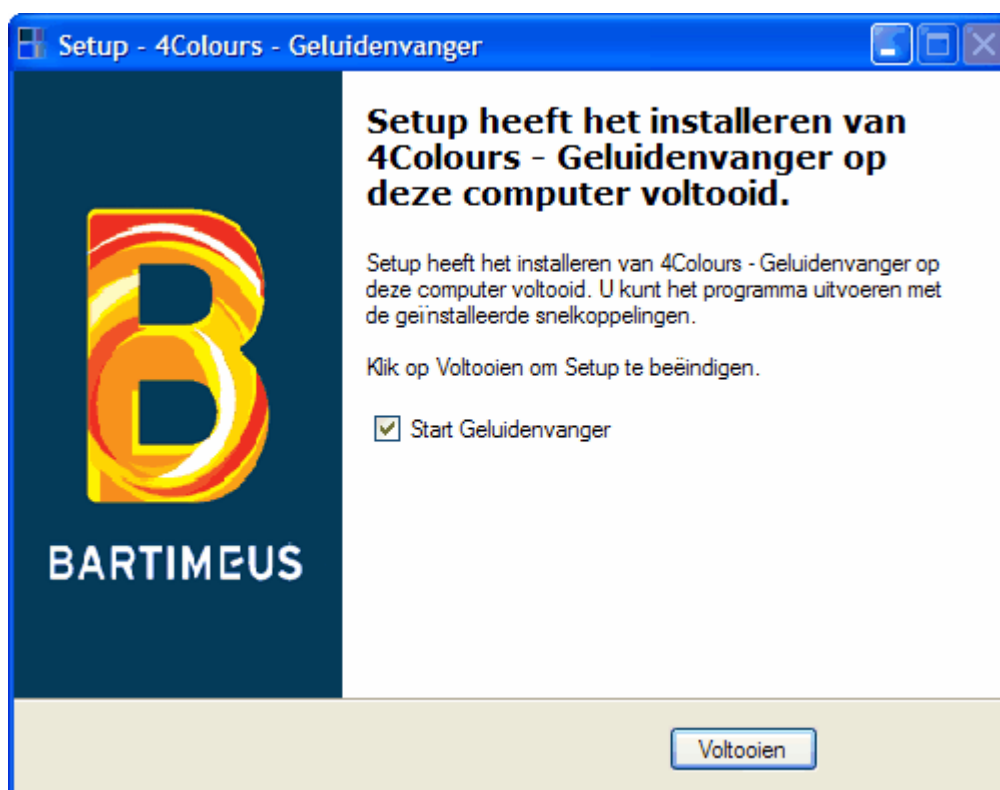 Setup - 4Colours - Geluidenvanger
Setup heeft het installeren van
4Colours - Geluidenvanger op
deze computer voltooid.
Setup heeft het installeren van 4Colours - Geluidenvanger op
deze computer voltooid. U kunt het programma uitvoeren met
de geïnstalleerde snelkoppelingen.
Klik op Voltooien om Setup te beëindigen.
Start Geluidenvanger
BARTIMEUS
Voltooien